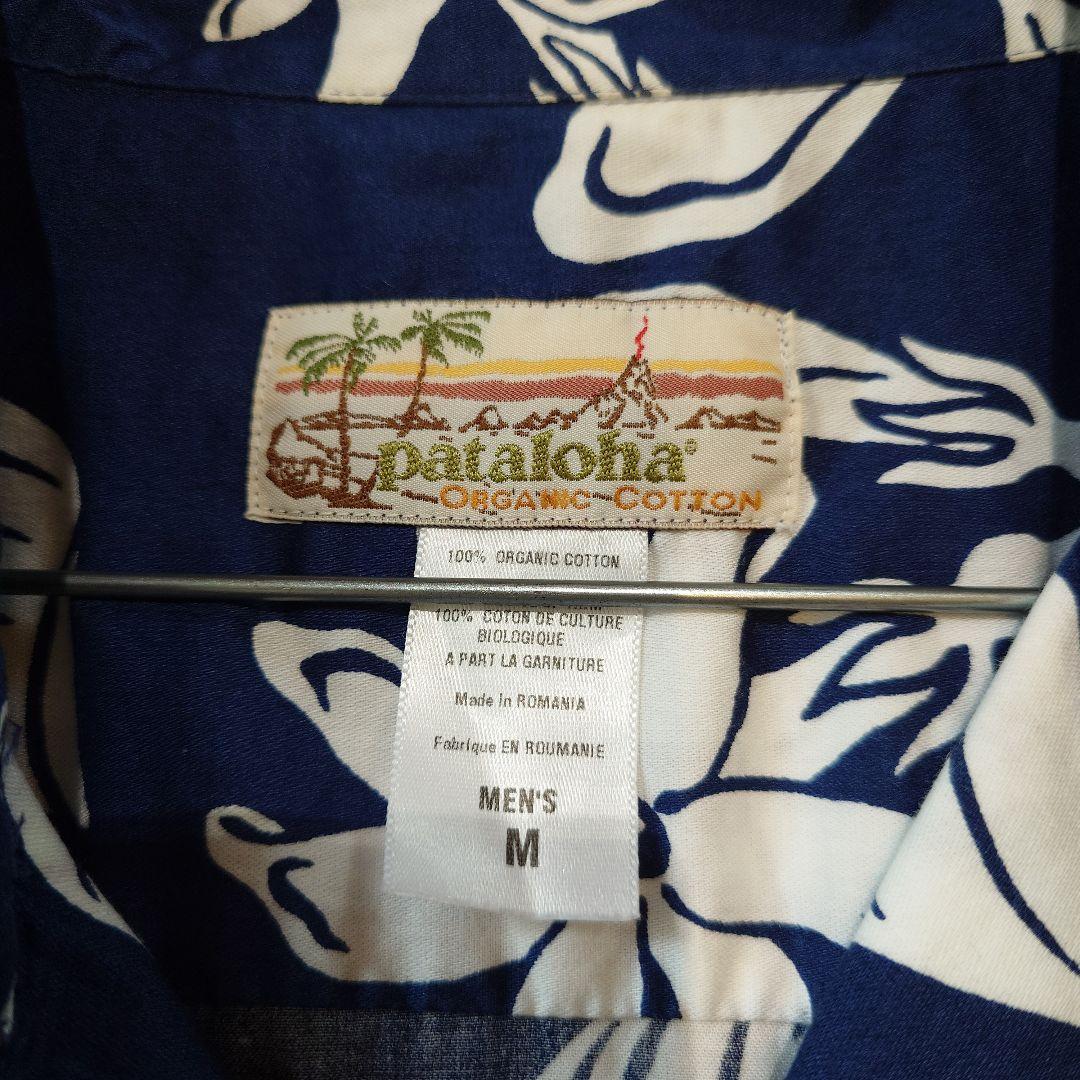 pataloha®
ORGANIC COTTON
100% ORGANIC COTTON
100% COTON DE CULTURE
BIOLOGIQUE
A PART LA GARNITURE
Made in ROMANIA
Fabrique EN ROUMANIE
MEN'S
M